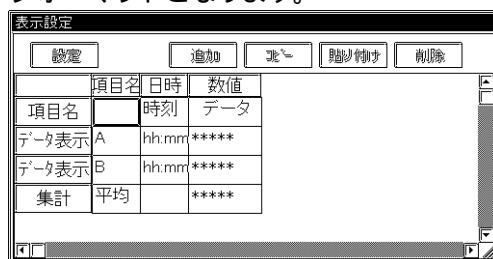 表示設定
設定 追加 ｺﾋﾟｰ 貼り付け 削除
項目名 日時 数値
項目名 時刻 データ
ﾃﾞｰﾀ表示 A hh:mm *****
ﾃﾞｰﾀ表示 B hh:mm *****
集計 平均 *****